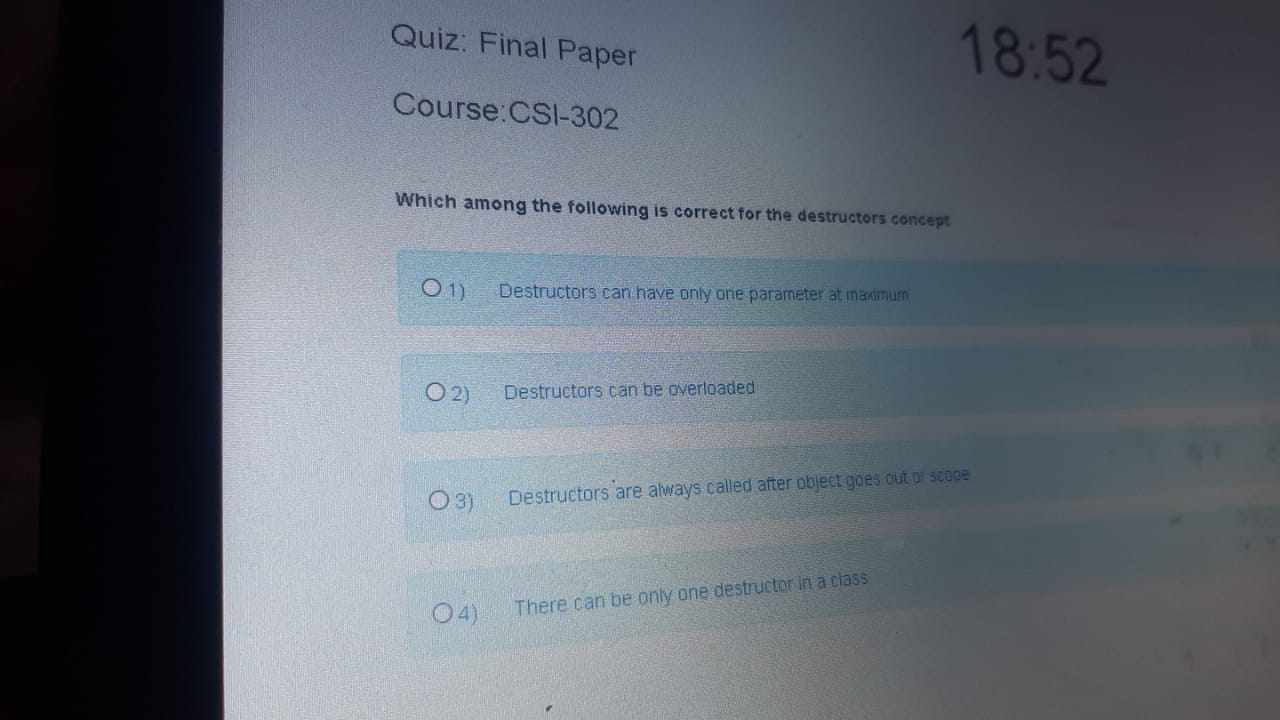 Quiz: Final Paper
18:52
Course:CSI-302
Which among the following is correct for the destructors concept
1) Destructors can have only one parameter at maximum
2) Destructors can be overloaded
3) Destructors are always called after object goes out of scope
4) There can be only one destructor in a class